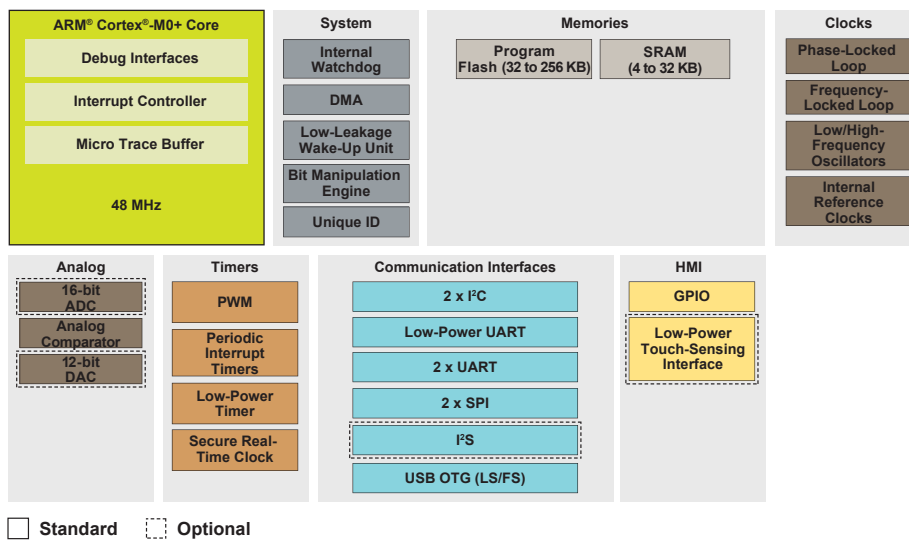 ARM® Cortex®-M0+ Core
Debug Interfaces
Interrupt Controller
Micro Trace Buffer
48 MHz
System
Internal
Watchdog
DMA
Low-Leakage
Wake-Up Unit
Bit Manipulation
Engine
Unique ID
Memories
Program
Flash (32 to 256 KB)
SRAM
(4 to 32 KB)
Clocks
Phase-Locked
Loop
Frequency-
Locked Loop
Low/High-
Frequency
Oscillators
Internal
Reference
Clocks
Analog
16-bit
ADC
Analog
Comparator
12-bit
DAC
Timers
PWM
Periodic
Interrupt
Timers
Low-Power
Timer
Secure Real-
Time Clock
Communication Interfaces
2 x I²C
Low-Power UART
2 x UART
2 x SPI
I²S
USB OTG (LS/FS)
HMI
GPIO
Low-Power
Touch-Sensing
Interface
Standard
Optional